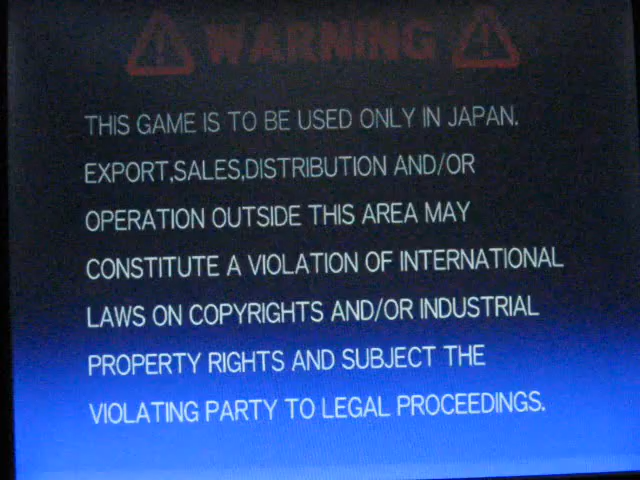 WARNING
THIS GAME IS TO BE USED ONLY IN JAPAN.
EXPORT,SALES,DISTRIBUTION AND/OR
OPERATION OUTSIDE THIS AREA MAY
CONSTITUTE A VIOLATION OF INTERNATIONAL
LAWS ON COPYRIGHTS AND/OR INDUSTRIAL
PROPERTY RIGHTS AND SUBJECT THE
VIOLATING PARTY TO LEGAL PROCEEDINGS.